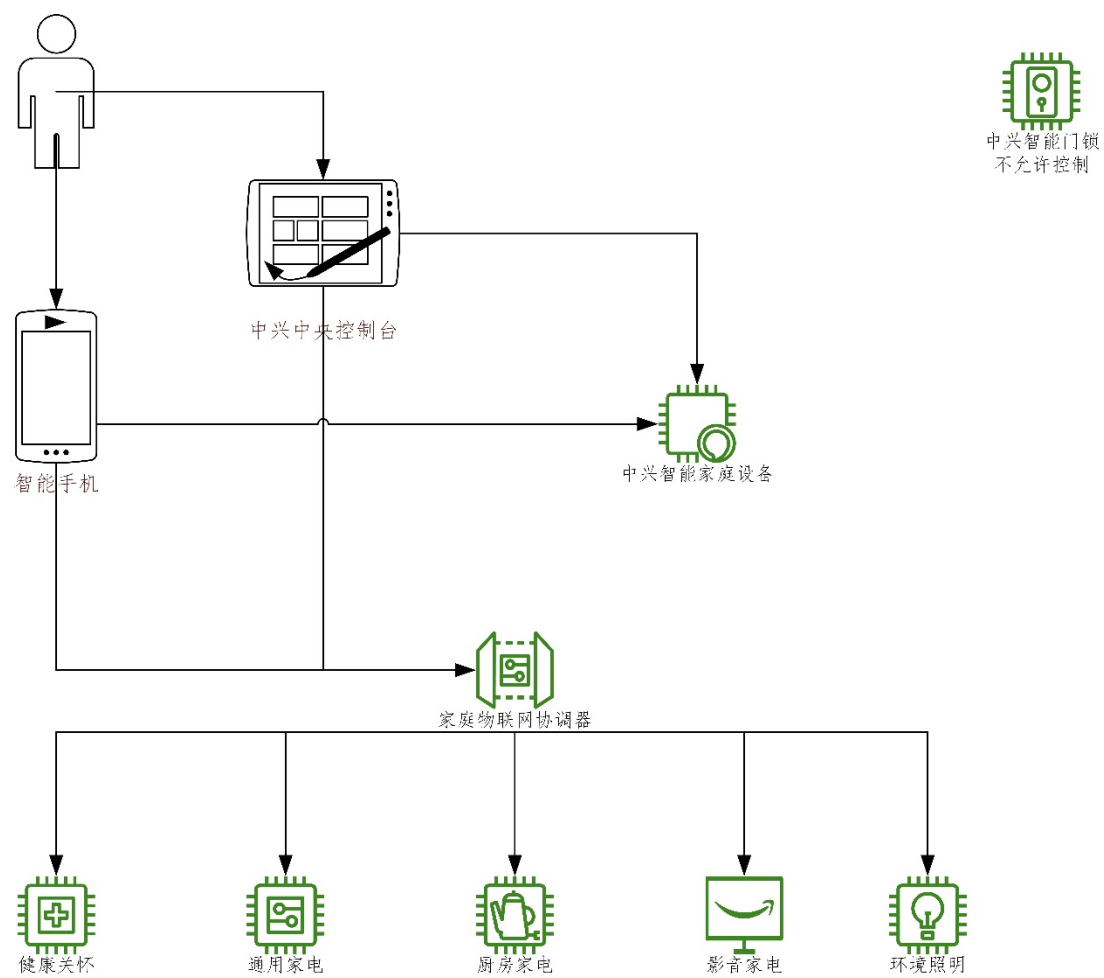 中兴智能门锁
不允许控制
中兴中央控制台
智能手机
中兴智能家庭设备
家庭物联网协调器
健康关怀
通用家电
厨房家电
影音家电
环境照明